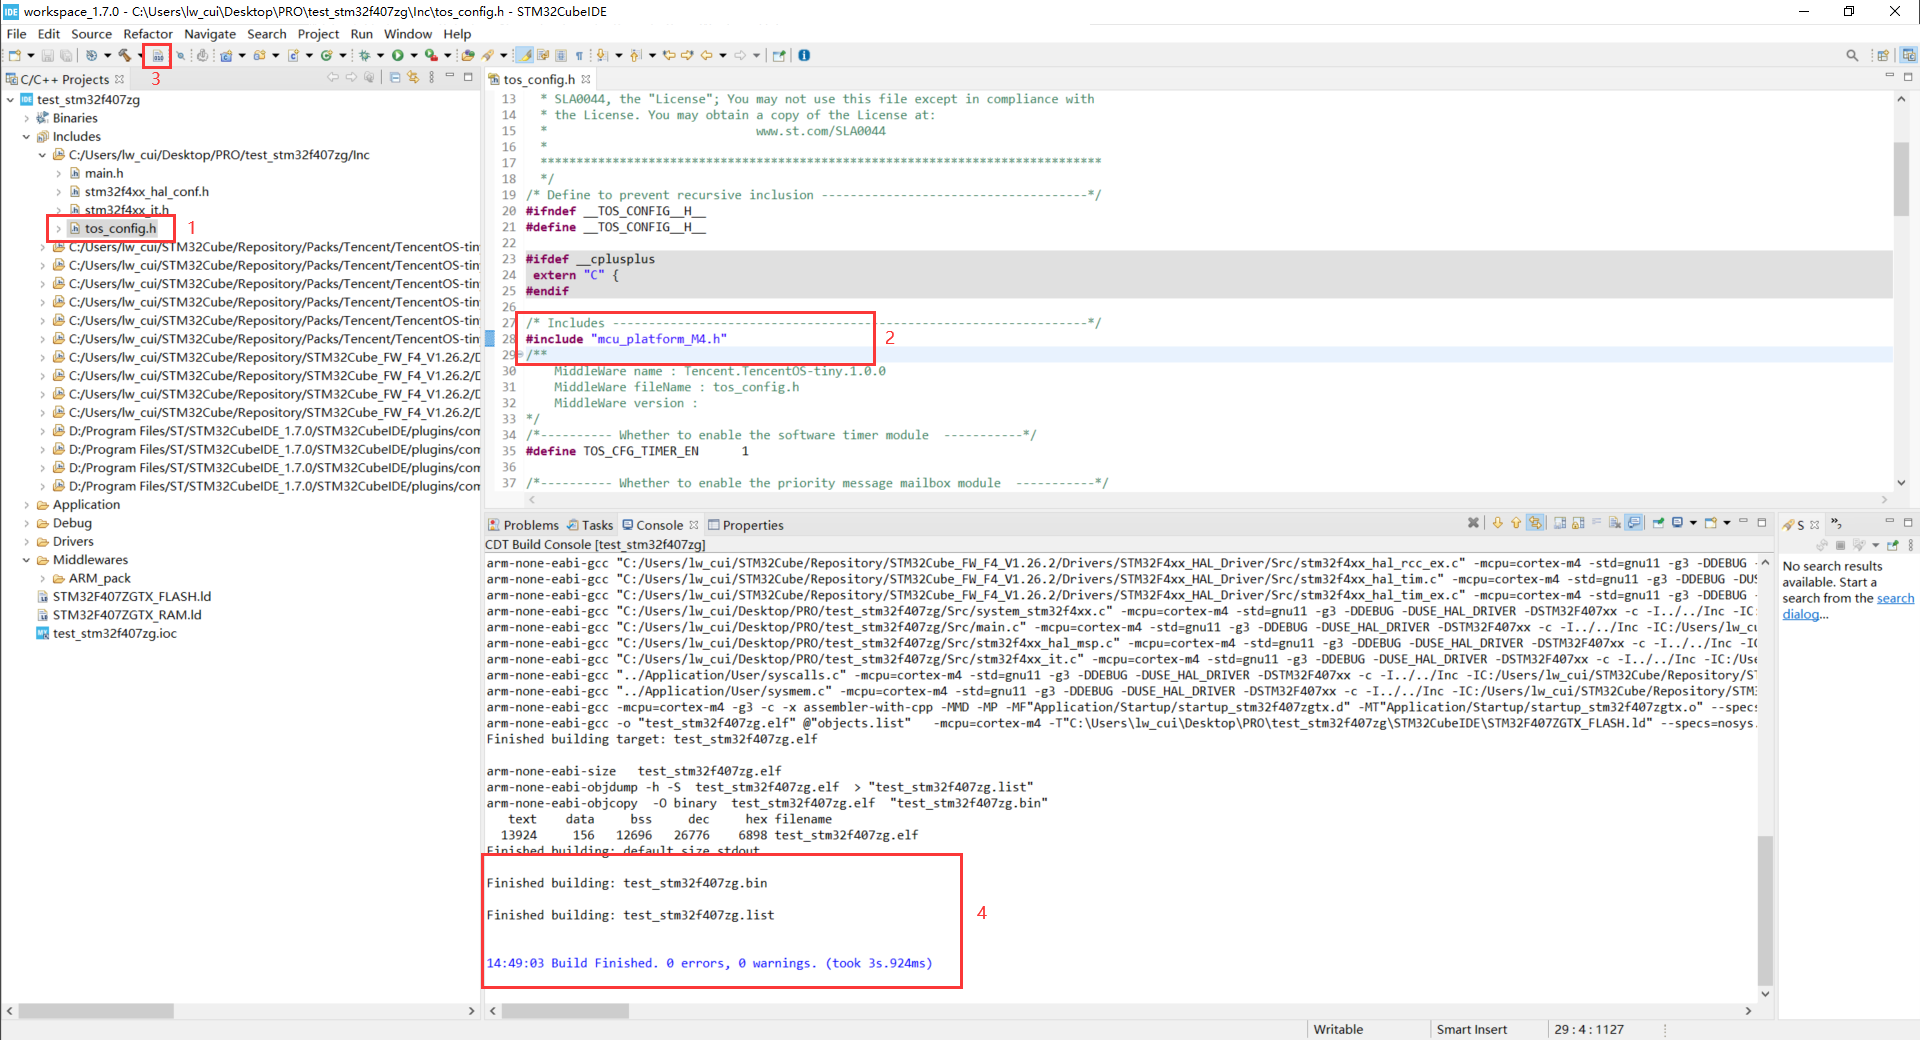 workspace_1.7.0 - C:\Users\lw_cui\Desktop\PRO\test_stm32f407zg\Inc\tos_config.h - STM32CubeIDE
File Edit Source Refactor Navigate Search Project Run Window Help
3
C/C++ Projects
test_stm32f407zg
Binaries
Includes
C:/Users/lw_cui/Desktop/PRO/test_stm32f407zg/Inc
main.h
stm32f4xx_hal_conf.h
stm32f4xx_it.h
tos_config.h
1
C:/Users/lw_cui/STM32Cube/Repository/Packs/Tencent/TencentOS-tin
C:/Users/lw_cui/STM32Cube/Repository/Packs/Tencent/TencentOS-tin
C:/Users/lw_cui/STM32Cube/Repository/Packs/Tencent/TencentOS-tin
C:/Users/lw_cui/STM32Cube/Repository/Packs/Tencent/TencentOS-tin
C:/Users/lw_cui/STM32Cube/Repository/Packs/Tencent/TencentOS-tin
C:/Users/lw_cui/STM32Cube/Repository/Packs/Tencent/TencentOS-tin
C:/Users/lw_cui/STM32Cube/Repository/STM32Cube_FW_F4_V1.26.2/D
C:/Users/lw_cui/STM32Cube/Repository/STM32Cube_FW_F4_V1.26.2/D
C:/Users/lw_cui/STM32Cube/Repository/STM32Cube_FW_F4_V1.26.2/D
C:/Users/lw_cui/STM32Cube/Repository/STM32Cube_FW_F4_V1.26.2/D
D:/Program Files/ST/STM32CubeIDE_1.7.0/STM32CubeIDE/plugins/com
D:/Program Files/ST/STM32CubeIDE_1.7.0/STM32CubeIDE/plugins/com
D:/Program Files/ST/STM32CubeIDE_1.7.0/STM32CubeIDE/plugins/com
D:/Program Files/ST/STM32CubeIDE_1.7.0/STM32CubeIDE/plugins/com
Application
Debug
Drivers
Middlewares
ARM_pack
STM32F407ZGTX_FLASH.ld
STM32F407ZGTX_RAM.ld
test_stm32f407zg.ioc
tos_config.h
13 * SLA0044, the "License"; You may not use this file except in compliance with
14 * the License. You may obtain a copy of the License at:
15 * www.st.com/SLA0044
16 *
17 ******************************************************************************
18 */
19 /* Define to prevent recursive inclusion -------------------------------------*/
20 #ifndef __TOS_CONFIG__H__
21 #define __TOS_CONFIG__H__
22
23 #ifdef __cplusplus
24 extern "C" {
25 #endif
26
27 /* Includes ------------------------------------------------------------------*/
28 #include "mcu_platform_M4.h"
2
29 /**
30 MiddleWare name : Tencent.TencentOS-tiny.1.0.0
31 MiddleWare fileName : tos_config.h
32 MiddleWare version :
33 */
34 /*---------- Whether to enable the software timer module -----------*/
35 #define TOS_CFG_TIMER_EN 1
36
37 /*---------- Whether to enable the priority message mailbox module -----------*/
Problems Tasks Console Properties
CDT Build Console [test_stm32f407zg]
arm-none-eabi-gcc "C:/Users/lw_cui/STM32Cube/Repository/STM32Cube_FW_F4_V1.26.2/Drivers/STM32F4xx_HAL_Driver/Src/stm32f4xx_hal_rcc_ex.c" -mcpu=cortex-m4 -std=gnu11 -g3 -DDEBUG -
arm-none-eabi-gcc "C:/Users/lw_cui/STM32Cube/Repository/STM32Cube_FW_F4_V1.26.2/Drivers/STM32F4xx_HAL_Driver/Src/stm32f4xx_hal_tim.c" -mcpu=cortex-m4 -std=gnu11 -g3 -DDEBUG -DUS
arm-none-eabi-gcc "C:/Users/lw_cui/STM32Cube/Repository/STM32Cube_FW_F4_V1.26.2/Drivers/STM32F4xx_HAL_Driver/Src/stm32f4xx_hal_tim_ex.c" -mcpu=cortex-m4 -std=gnu11 -g3 -DDEBUG -
arm-none-eabi-gcc "C:/Users/lw_cui/Desktop/PRO/test_stm32f407zg/Src/system_stm32f4xx.c" -mcpu=cortex-m4 -std=gnu11 -g3 -DDEBUG -DUSE_HAL_DRIVER -DSTM32F407xx -c -I../../Inc -IC:
arm-none-eabi-gcc "C:/Users/lw_cui/Desktop/PRO/test_stm32f407zg/Src/main.c" -mcpu=cortex-m4 -std=gnu11 -g3 -DDEBUG -DUSE_HAL_DRIVER -DSTM32F407xx -c -I../../Inc -IC:/Users/lw_cu
arm-none-eabi-gcc "C:/Users/lw_cui/Desktop/PRO/test_stm32f407zg/Src/stm32f4xx_hal_msp.c" -mcpu=cortex-m4 -std=gnu11 -g3 -DDEBUG -DUSE_HAL_DRIVER -DSTM32F407xx -c -I../../Inc -IC
arm-none-eabi-gcc "C:/Users/lw_cui/Desktop/PRO/test_stm32f407zg/Src/stm32f4xx_it.c" -mcpu=cortex-m4 -std=gnu11 -g3 -DDEBUG -DUSE_HAL_DRIVER -DSTM32F407xx -c -I../../Inc -IC:/Use
arm-none-eabi-gcc "../Application/User/syscalls.c" -mcpu=cortex-m4 -std=gnu11 -g3 -DDEBUG -DUSE_HAL_DRIVER -DSTM32F407xx -c -I../../Inc -IC:/Users/lw_cui/STM32Cube/Repository/ST
arm-none-eabi-gcc "../Application/User/sysmem.c" -mcpu=cortex-m4 -std=gnu11 -g3 -DDEBUG -DUSE_HAL_DRIVER -DSTM32F407xx -c -I../../Inc -IC:/Users/lw_cui/STM32Cube/Repository/STM3
arm-none-eabi-gcc -mcpu=cortex-m4 -g3 -c -x assembler-with-cpp -MMD -MP -MF"Application/Startup/startup_stm32f407zgtx.d" -MT"Application/Startup/startup_stm32f407zgtx.o" --spec
arm-none-eabi-gcc -o "test_stm32f407zg.elf" @"objects.list" -mcpu=cortex-m4 -T"C:\Users\lw_cui\Desktop\PRO\test_stm32f407zg\STM32CubeIDE\STM32F407ZGTX_FLASH.ld" --specs=nosys.
Finished building target: test_stm32f407zg.elf
arm-none-eabi-size test_stm32f407zg.elf
arm-none-eabi-objdump -h -S test_stm32f407zg.elf > "test_stm32f407zg.list"
arm-none-eabi-objcopy -O binary test_stm32f407zg.elf "test_stm32f407zg.bin"
text data bss dec hex filename
13924 156 12696 26776 6898 test_stm32f407zg.elf
Finished building: default.size.stdout
Finished building: test_stm32f407zg.bin
Finished building: test_stm32f407zg.list
4
14:49:03 Build Finished. 0 errors, 0 warnings. (took 3s.924ms)
S
No search results
available. Start a
search from the search
dialog...
Writable Smart Insert 29 : 4 : 1127